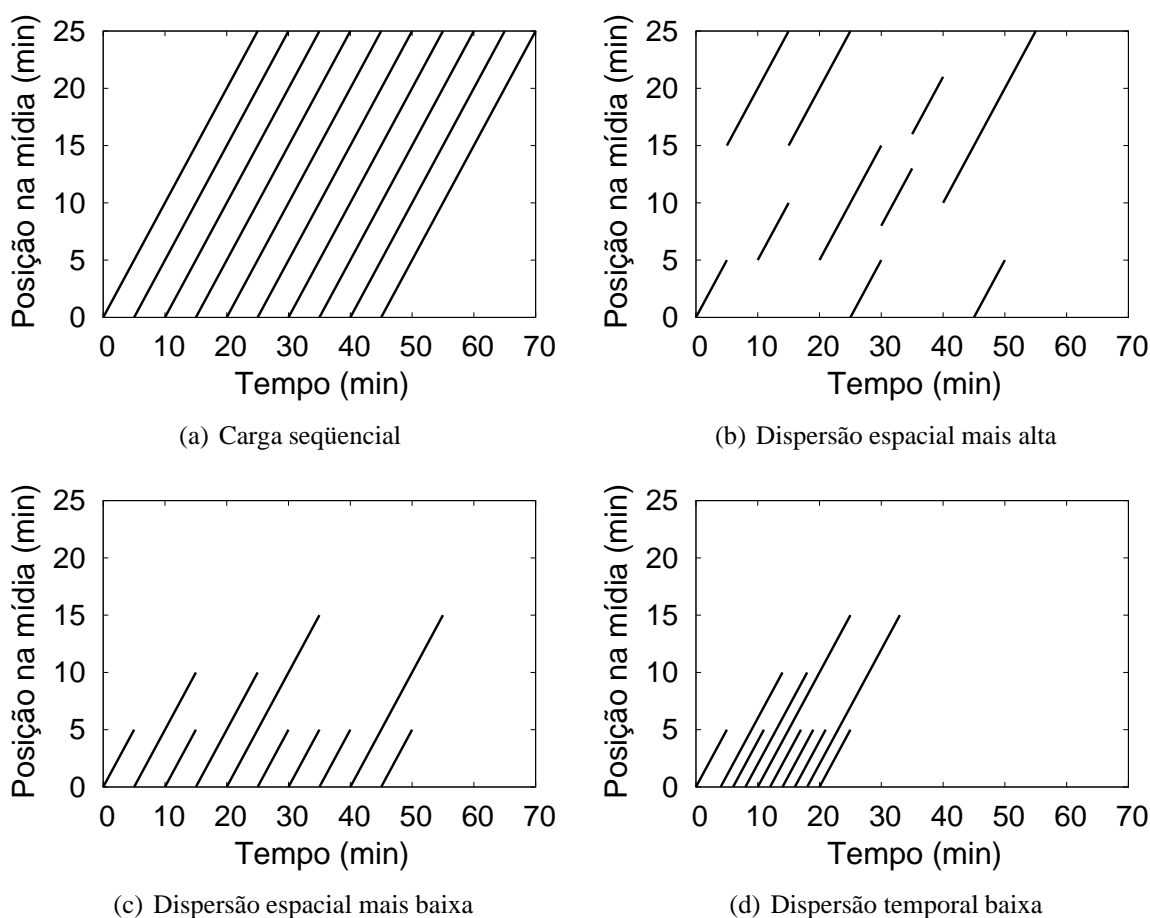 25
20
15
10
5
0
Posição na mídia (min)
0 10 20 30 40 50 60 70
Tempo (min)
(a) Carga seqüencial
25
20
15
10
5
0
Posição na mídia (min)
0 10 20 30 40 50 60 70
Tempo (min)
(b) Dispersão espacial mais alta
25
20
15
10
5
0
Posição na mídia (min)
0 10 20 30 40 50 60 70
Tempo (min)
(c) Dispersão espacial mais baixa
25
20
15
10
5
0
Posição na mídia (min)
0 10 20 30 40 50 60 70
Tempo (min)
(d) Dispersão temporal baixa